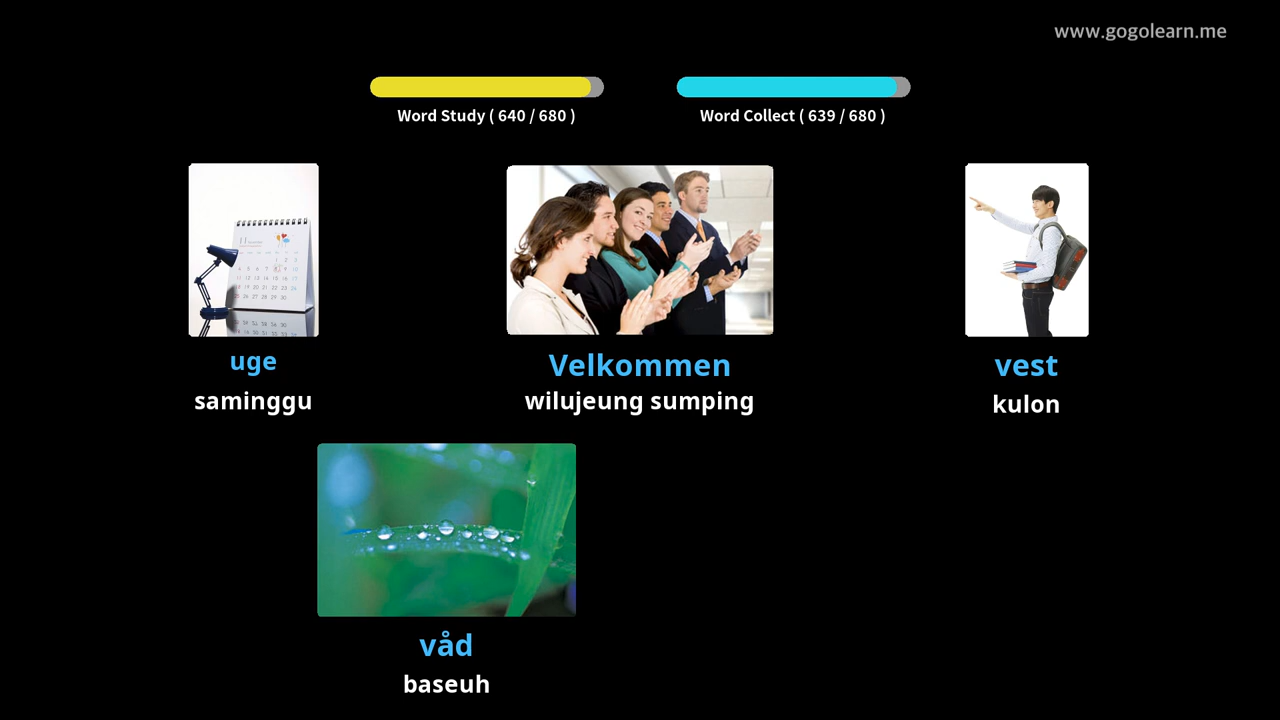 www.gogolearn.me
Word Study ( 640 / 680 )
Word Collect ( 639 / 680 )
uge
saminggu
Velkommen
wilujeung sumping
vest
kulon
våd
baseuh